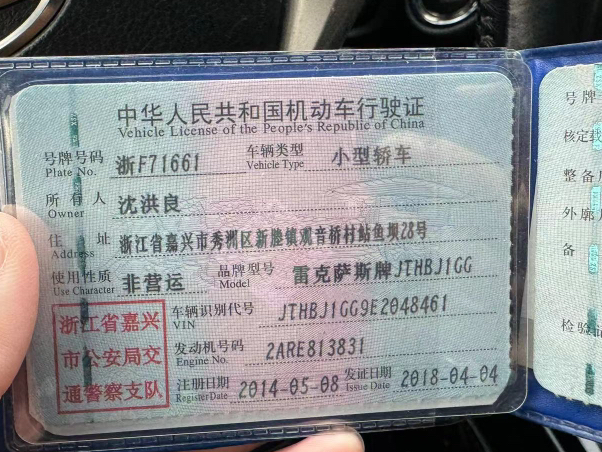 中华人民共和国机动车行驶证
Vehicle License of the People's Republic of China
号牌号码 浙F71661 车辆类型 小型轿车
Plate No. Vehicle Type
所有人 沈洪良
Owner
住址 浙江省嘉兴市秀洲区新塍镇观音桥村鲇鱼坝28号
Address
使用性质 非营运 品牌型号 雷克萨斯牌JTHBJ1GG
Use Character Model
浙江省嘉兴
市公安局交
通警察支队
车辆识别代号 JTHBJ1GG9E2048461
VIN
发动机号码 2ARE813831
Engine No.
注册日期 2014-05-08 发证日期 2018-04-04
Register Date Issue Date
号牌
核定载
整备
外廓
备
检验